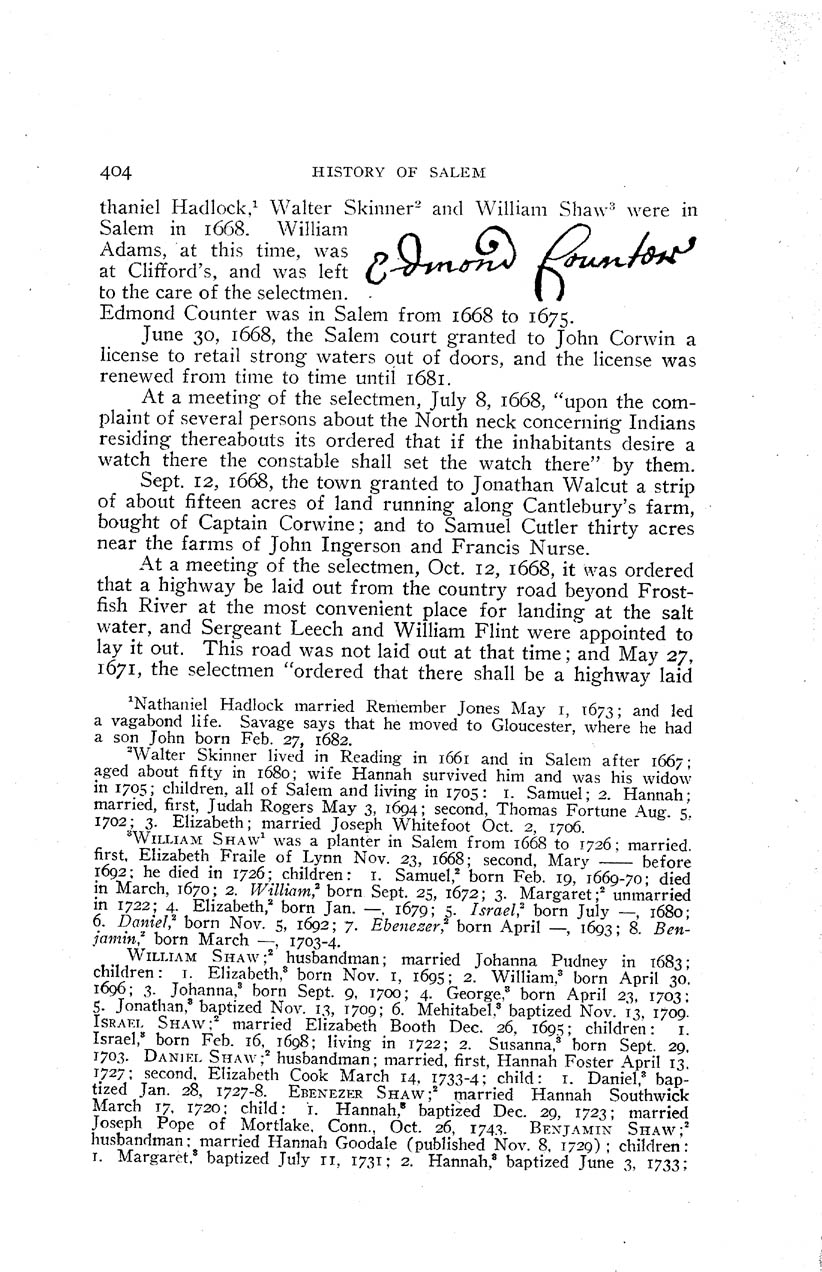 404 HISTORY OF SALEM
thaniel Hadlock,¹ Walter Skinner² and William Shaw³ were in
Salem in 1668. William
Adams, at this time, was
at Clifford's, and was left
to the care of the selectmen.
Edmond Counter
Edmond Counter was in Salem from 1668 to 1675.
June 30, 1668, the Salem court granted to John Corwin a
license to retail strong waters out of doors, and the license was
renewed from time to time until 1681.
At a meeting of the selectmen, July 8, 1668, “upon the com-
plaint of several persons about the North neck concerning Indians
residing thereabouts its ordered that if the inhabitants desire a
watch there the constable shall set the watch there” by them.
Sept. 12, 1668, the town granted to Jonathan Walcut a strip
of about fifteen acres of land running along Cantlebury's farm,
bought of Captain Corwine; and to Samuel Cutler thirty acres
near the farms of John Ingerson and Francis Nurse.
At a meeting of the selectmen, Oct. 12, 1668, it was ordered
that a highway be laid out from the country road beyond Frost-
fish River at the most convenient place for landing at the salt
water, and Sergeant Leech and William Flint were appointed to
lay it out. This road was not laid out at that time; and May 27,
1671, the selectmen “ordered that there shall be a highway laid
¹Nathaniel Hadlock married Remember Jones May 1, 1673; and led
a vagabond life. Savage says that he moved to Gloucester, where he had
a son John born Feb. 27, 1682.
²Walter Skinner lived in Reading in 1661 and in Salem after 1667;
aged about fifty in 1680; wife Hannah survived him and was his widow
in 1705; children, all of Salem and living in 1705: 1. Samuel; 2. Hannah;
married, first, Judah Rogers May 3, 1694; second, Thomas Fortune Aug. 5,
1702; 3. Elizabeth; married Joseph Whitefoot Oct. 2, 1706.
³WILLIAM SHAW¹ was a planter in Salem from 1668 to 1726; married,
first, Elizabeth Fraile of Lynn Nov. 23, 1668; second, Mary —— before
1692; he died in 1726; children: 1. Samuel,² born Feb. 19, 1669-70; died
in March, 1670; 2. William,² born Sept. 25, 1672; 3. Margaret;² unmarried
in 1722; 4. Elizabeth,² born Jan. —, 1679; 5. Israel,² born July —, 1680;
6. Daniel,² born Nov. 5, 1692; 7. Ebenezer,² born April —, 1693; 8. Ben-
jamin,² born March —, 1703-4.
WILLIAM SHAW;² husbandman; married Johanna Pudney in 1683;
children: 1. Elizabeth,³ born Nov. 1, 1695; 2. William,³ born April 30,
1696; 3. Johanna,³ born Sept. 9, 1700; 4. George,³ born April 23, 1703;
5. Jonathan,³ baptized Nov. 13, 1709; 6. Mehitabel,³ baptized Nov. 13, 1709.
ISRAEL SHAW;² married Elizabeth Booth Dec. 26, 1695; children: 1.
Israel,³ born Feb. 16, 1698; living in 1722; 2. Susanna,³ born Sept. 29,
1703. DANIEL SHAW;² husbandman; married, first, Hannah Foster April 13,
1727; second, Elizabeth Cook March 14, 1733-4; child: 1. Daniel,³ bap-
tized Jan. 28, 1727-8. EBENEZER SHAW;² married Hannah Southwick
March 17, 1720; child: 1. Hannah,³ baptized Dec. 29, 1723; married
Joseph Pope of Mortlake, Conn., Oct. 26, 1743. BENJAMIN SHAW;²
husbandman; married Hannah Goodale (published Nov. 8, 1729); children:
1. Margaret,³ baptized July 11, 1731; 2. Hannah,³ baptized June 3, 1733;